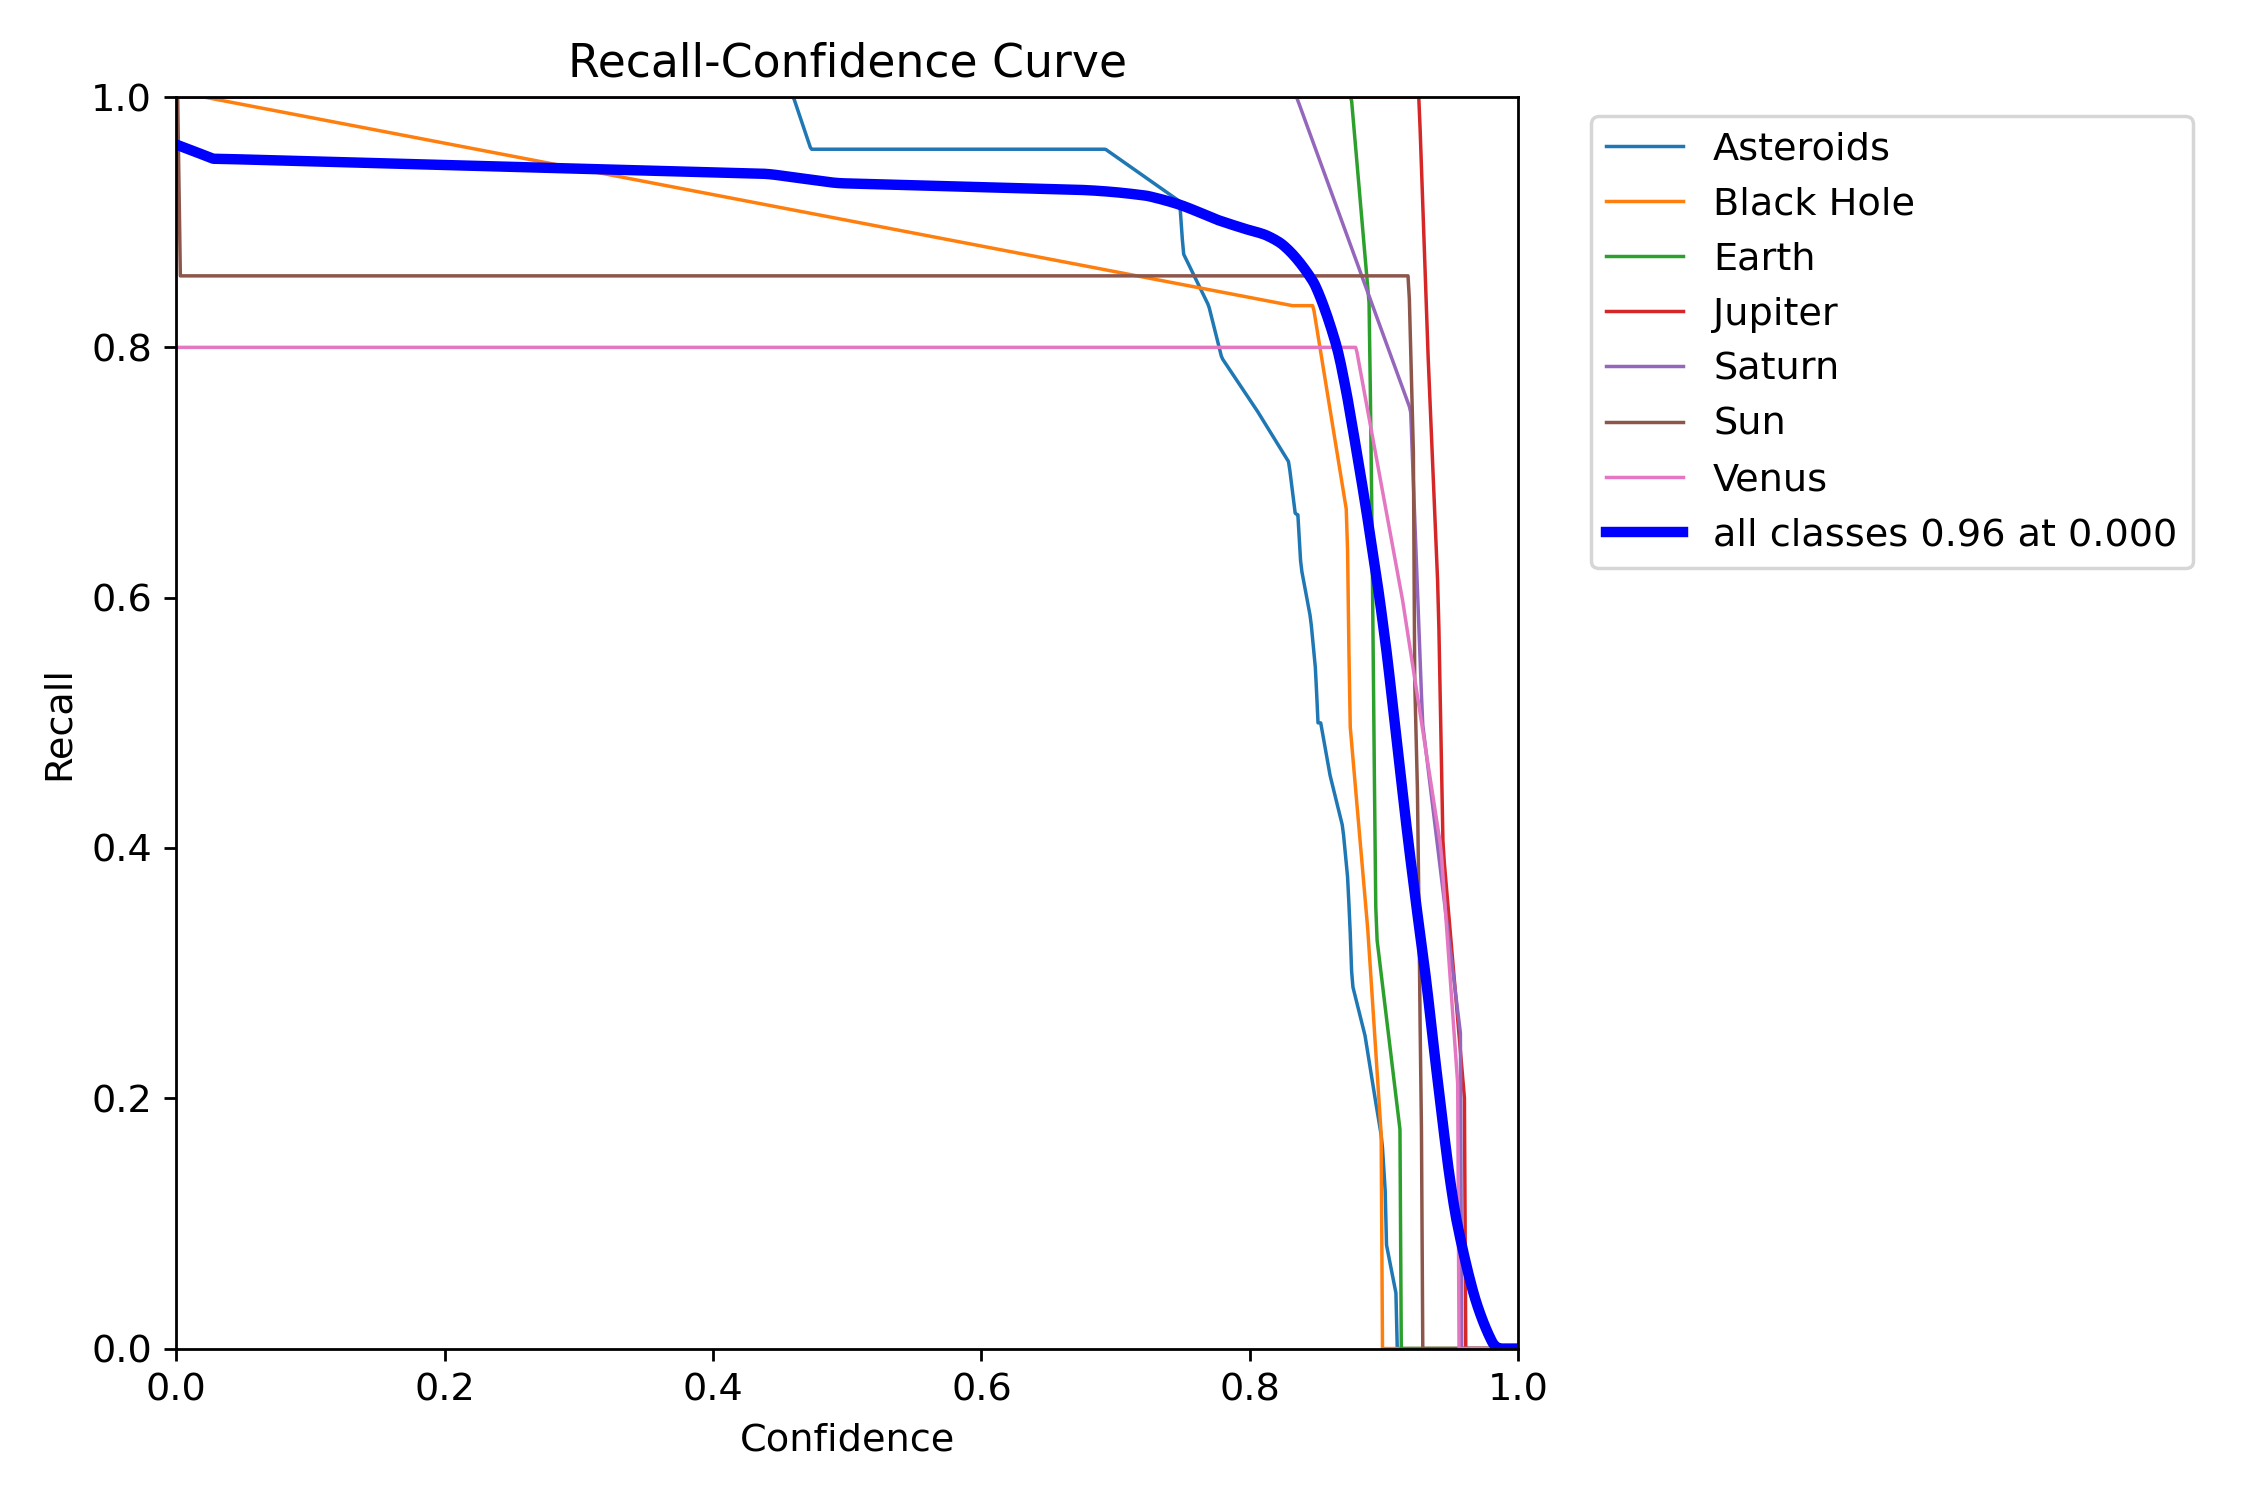 Recall-Confidence Curve
1.0
0.8
0.6
0.4
0.2
0.0
Recall
0.0 0.2 0.4 0.6 0.8 1.0
Confidence
Asteroids
Black Hole
Earth
Jupiter
Saturn
Sun
Venus
all classes 0.96 at 0.000